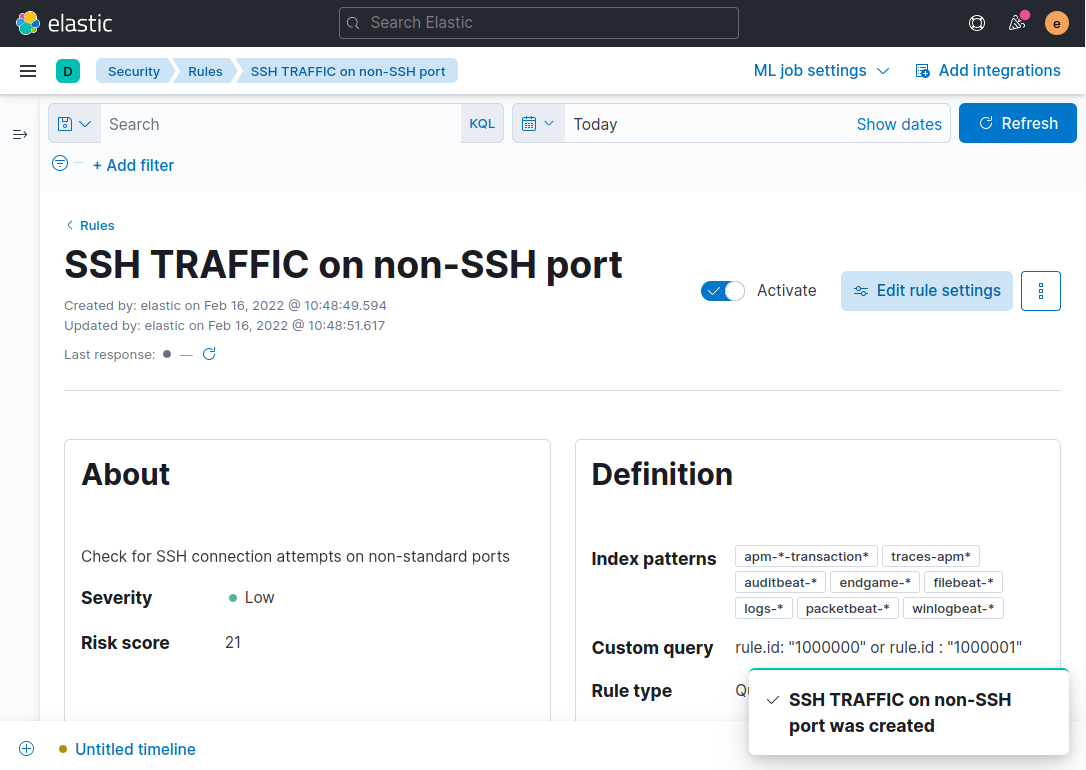 elastic
Search Elastic
e
D
Security
Rules
SSH TRAFFIC on non-SSH port
ML job settings
Add integrations
Search
KQL
Today
Show dates
Refresh
+ Add filter
Rules
SSH TRAFFIC on non-SSH port
Created by: elastic on Feb 16, 2022 @ 10:48:49.594
Updated by: elastic on Feb 16, 2022 @ 10:48:51.617
Last response: —
Activate
Edit rule settings
About
Check for SSH connection attempts on non-standard ports
Severity Low
Risk score 21
Definition
Index patterns apm-*-transaction* traces-apm*
auditbeat-* endgame-* filebeat-*
logs-* packetbeat-* winlogbeat-*
Custom query rule.id: "1000000" or rule.id : "1000001"
Rule type
SSH TRAFFIC on non-SSH
port was created
Untitled timeline